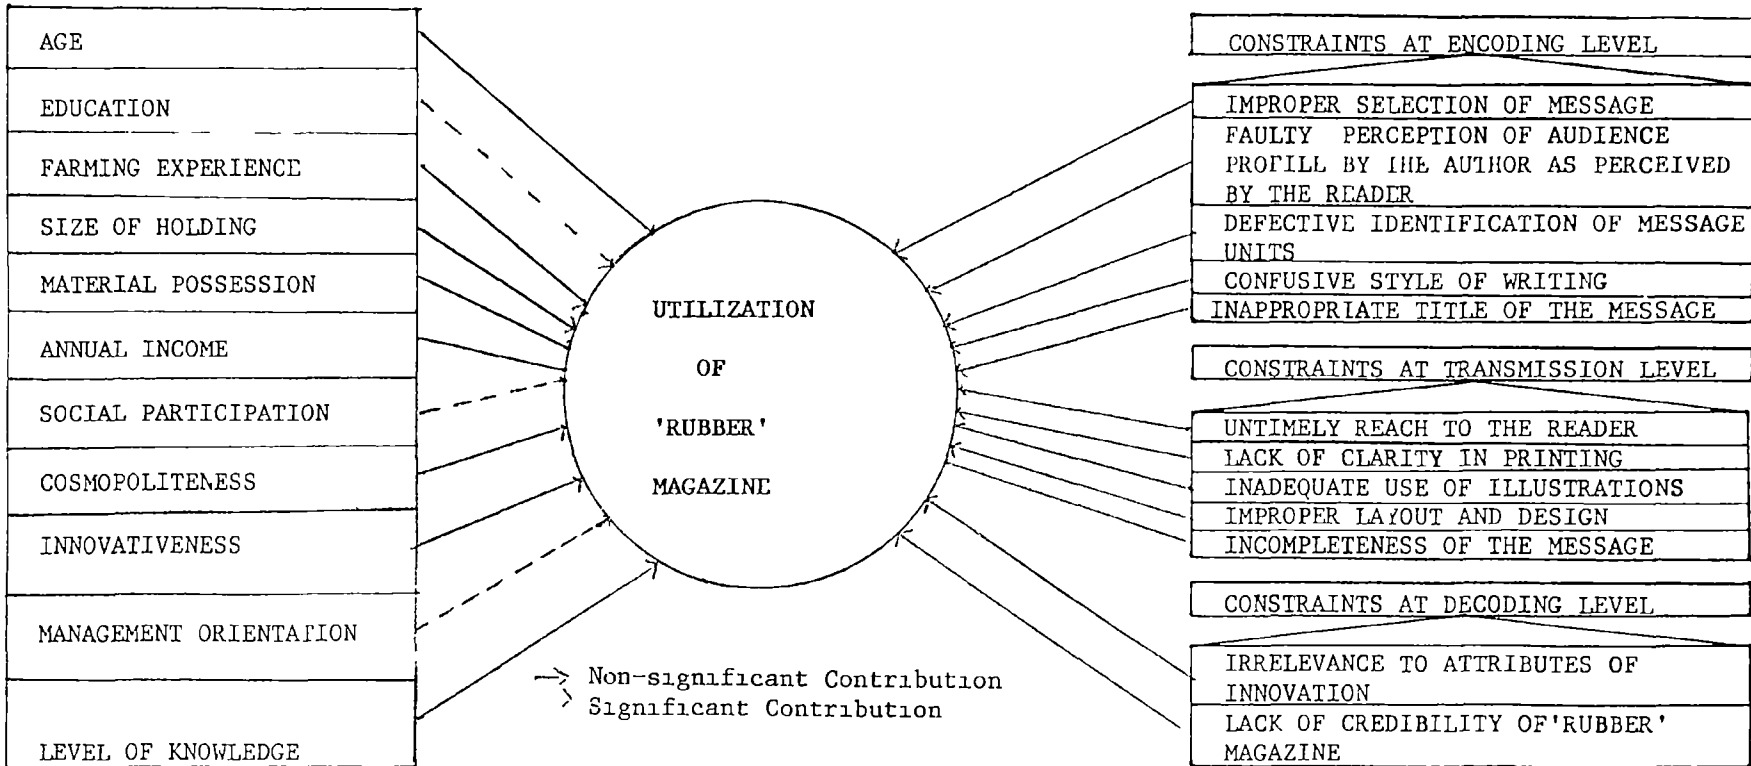 AGE
EDUCATION
FARMING EXPERIENCE
SIZE OF HOLDING
MATERIAL POSSESSION
ANNUAL INCOME
SOCIAL PARTICIPATION
COSMOPOLITENESS
INNOVATIVENESS
MANAGEMENT ORIENTATION
LEVEL OF KNOWLEDGE
UTILIZATION
OF
'RUBBER'
MAGAZINE
Non-significant Contribution
Significant Contribution
CONSTRAINTS AT ENCODING LEVEL
IMPROPER SELECTION OF MESSAGE
FAULTY PERCEPTION OF AUDIENCE
PROFILL BY THE AUTHOR AS PERCEIVED
BY THE READER
DEFECTIVE IDENTIFICATION OF MESSAGE
UNITS
CONFUSIVE STYLE OF WRITING
INAPPROPRIATE TITLE OF THE MESSAGE
CONSTRAINTS AT TRANSMISSION LEVEL
UNTIMELY REACH TO THE READER
LACK OF CLARITY IN PRINTING
INADEQUATE USE OF ILLUSTRATIONS
IMPROPER LAYOUT AND DESIGN
INCOMPLETENESS OF THE MESSAGE
CONSTRAINTS AT DECODING LEVEL
IRRELEVANCE TO ATTRIBUTES OF
INNOVATION
LACK OF CREDIBILITY OF'RUBBER'
MAGAZINE